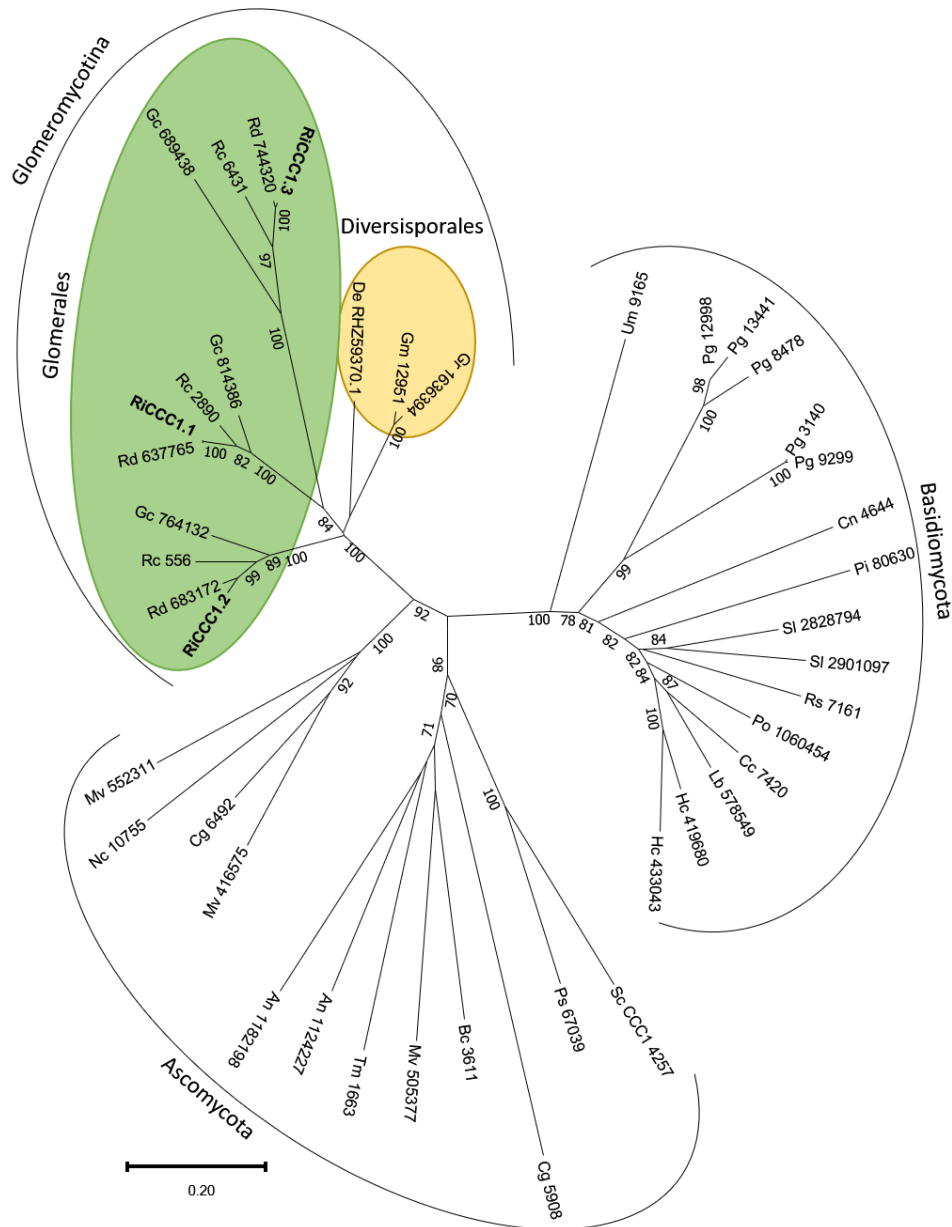 Glomeromycotina
Glomerales
Gc 689438
Rc 6431
Rd 744320
RiCCC1.3
100
97
100
Diversisporales
De RHZ59370.1
Gm 12951
Gr 1636394
100
Gc 814386
Rc 2890
RiCCC1.1
Rd 637765
100
82
100
84
100
Gc 764132
Rc 556
Rd 683172
RiCCC1.2
99
89
100
92
100
92
Um 9165
Pg 12998
Pg 13441
Pg 8478
98
100
Pg 3140
Pg 9299
100
99
Cn 4644
Pi 80630
Sl 2828794
Sl 2901097
Rs 7161
Po 1060454
Cc 7420
Lb 578549
Hc 419680
Hc 433043
100
78
81
82
84
82
84
87
100
Basidiomycota
Mv 552311
Nc 10755
Cg 6492
Mv 416575
98
70
71
100
An 1182198
An 1124227
Tm 1663
Mv 505377
Bc 3611
Cg 5908
Ps 67039
Sc CCC1 4257
Ascomycota
0.20